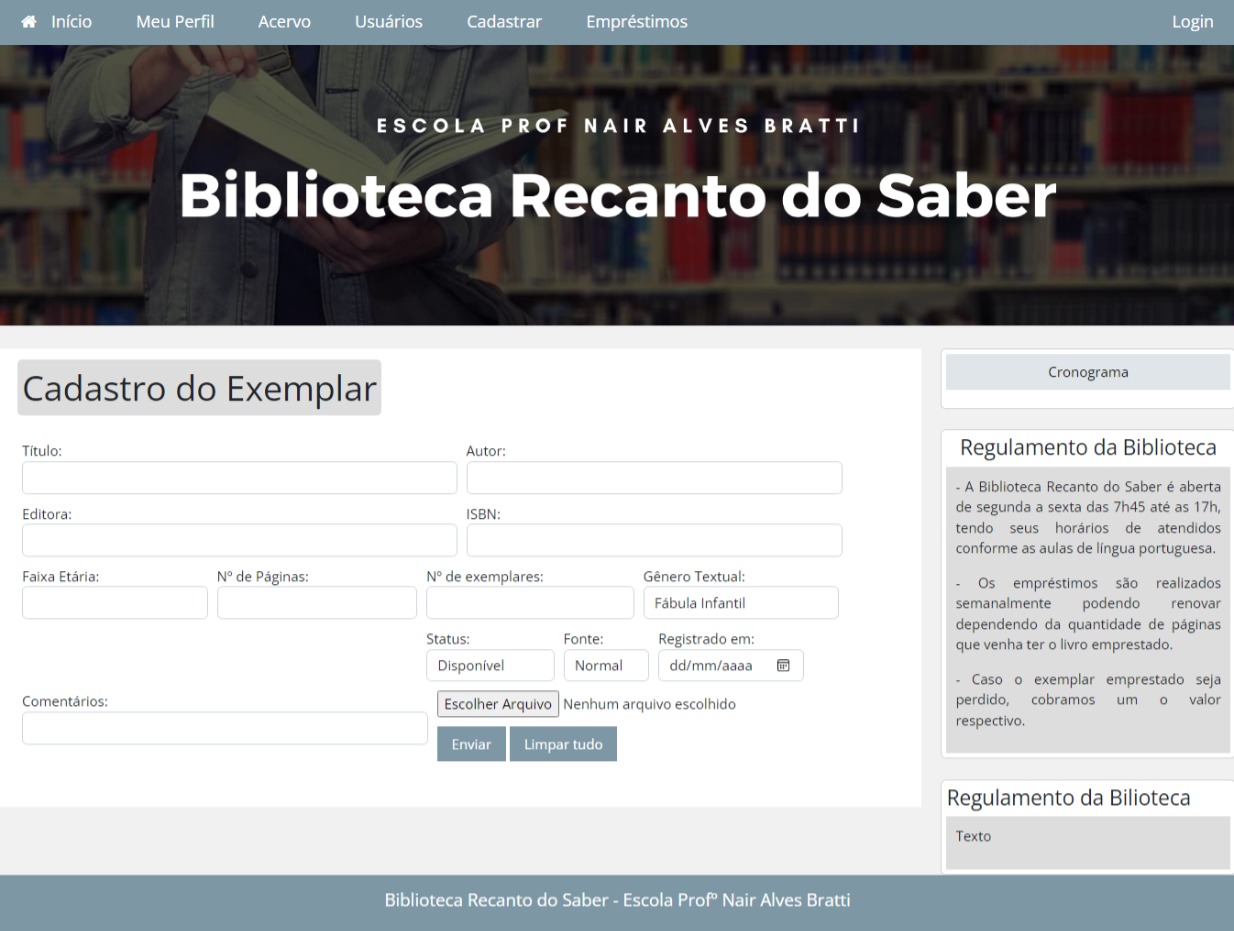 Início Meu Perfil Acervo Usuários Cadastrar Empréstimos Login
ESCOLA PROF NAIR ALVES BRATTI
Biblioteca Recanto do Saber
Cadastro do Exemplar
Título: Autor:
Editora: ISBN:
Faixa Etária: Nº de Páginas: Nº de exemplares: Gênero Textual:
Fábula Infantil
Status: Fonte: Registrado em:
Disponível Normal dd/mm/aaaa
Comentários:
Escolher Arquivo Nenhum arquivo escolhido
Enviar Limpar tudo
Cronograma
Regulamento da Biblioteca
- A Biblioteca Recanto do Saber é aberta
de segunda a sexta das 7h45 até as 17h,
tendo seus horários de atendidos
conforme as aulas de língua portuguesa.
- Os empréstimos são realizados
semanalmente podendo renovar
dependendo da quantidade de páginas
que venha ter o livro emprestado.
- Caso o exemplar emprestado seja
perdido, cobramos um o valor
respectivo.
Regulamento da Bilioteca
Texto
Biblioteca Recanto do Saber - Escola Profº Nair Alves Bratti